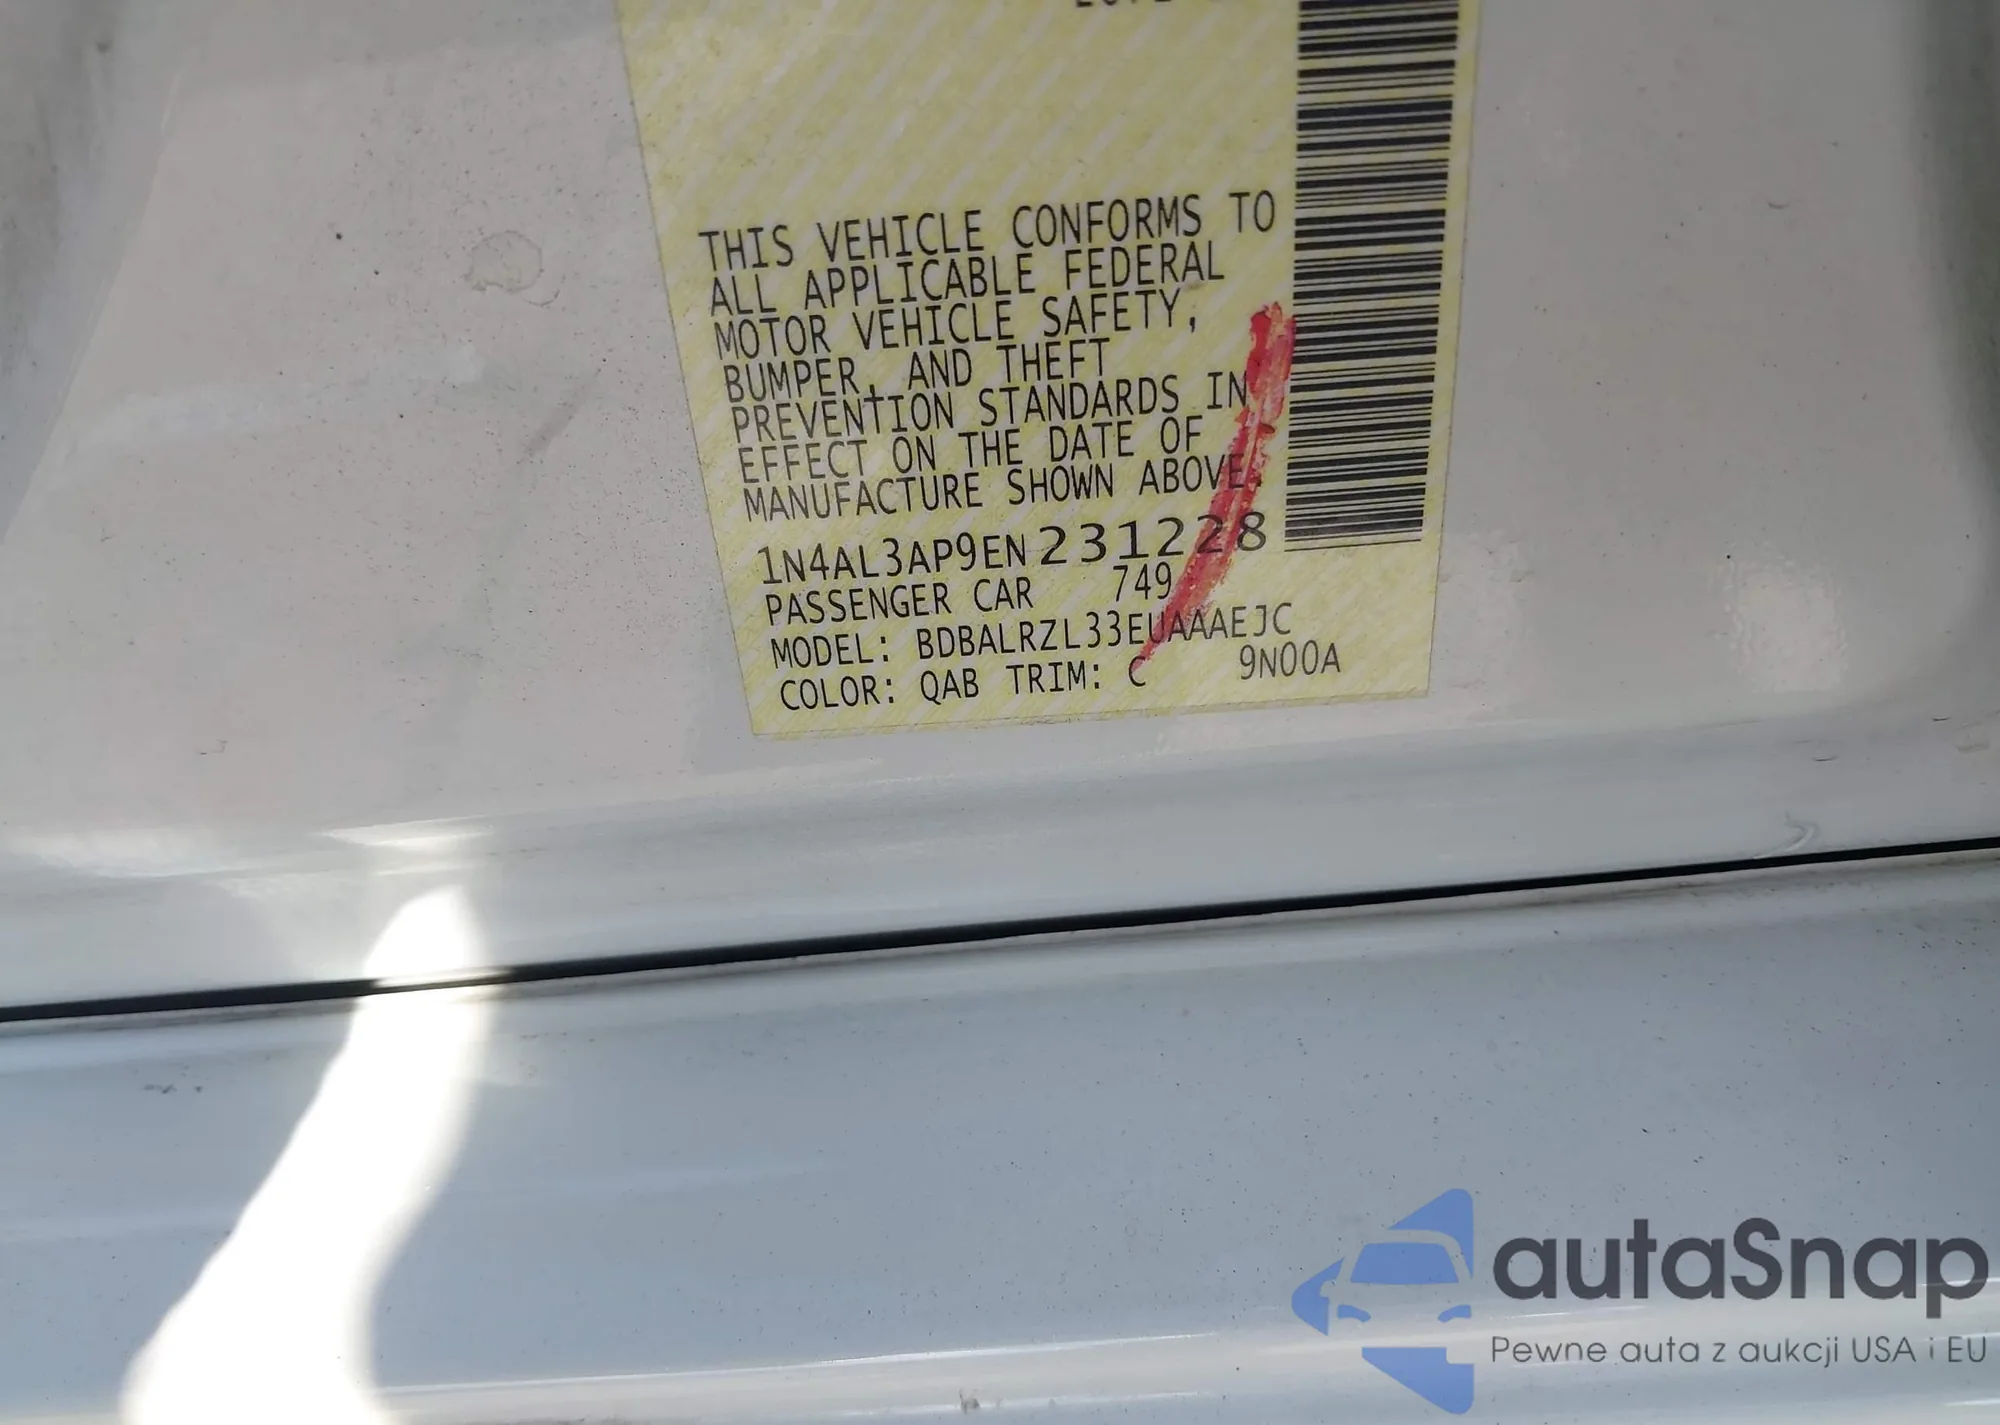 THIS VEHICLE CONFORMS TO
ALL APPLICABLE FEDERAL
MOTOR VEHICLE SAFETY,
BUMPER, AND THEFT
PREVENTION STANDARDS IN
EFFECT ON THE DATE OF
MANUFACTURE SHOWN ABOVE.
1N4AL3AP9EN231228
PASSENGER CAR 749
MODEL: BDBALRZL33EUAAAEJC
COLOR: QAB TRIM: C 9N00A
autaSnap
Pewne auta z aukcji USA i EU